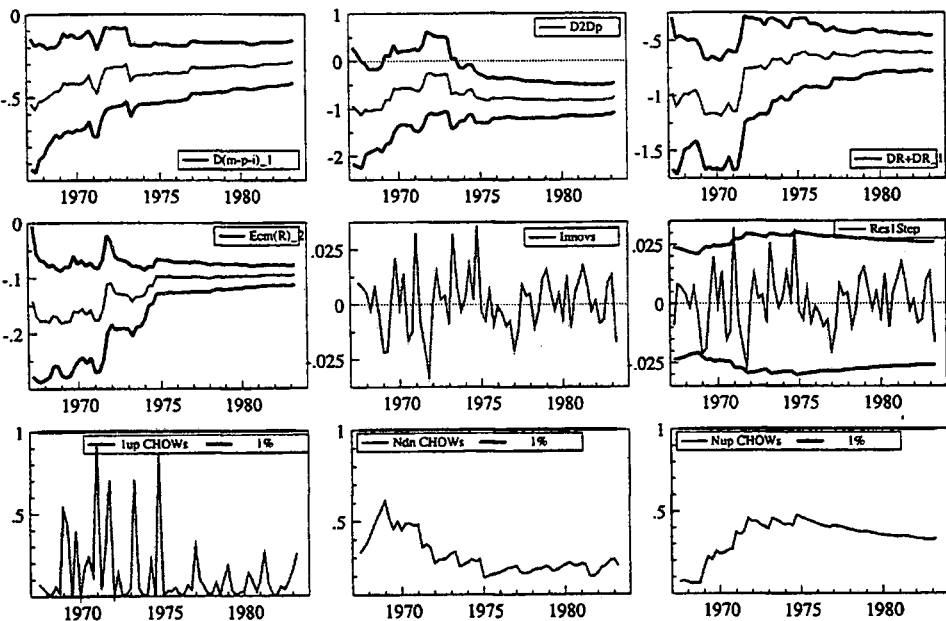 0
-.5
D(m-p-i)_1
1970 1975 1980
1
0
-1
-2
D2Dp
1970 1975 1980
-.5
-1
-1.5
DR+DR_1
1970 1975 1980
-0
-.1
-.2
Ecm(R)_2
1970 1975 1980
.025
0
-.025
Innovs
1970 1975 1980
.025
0
-.025
Res1Step
1970 1975 1980
1
.5
1up CHOWs 1%
1970 1975 1980
1
.5
Ndn CHOWs 1%
1970 1975 1980
1
.5
Nup CHOWs 1%
1970 1975 1980